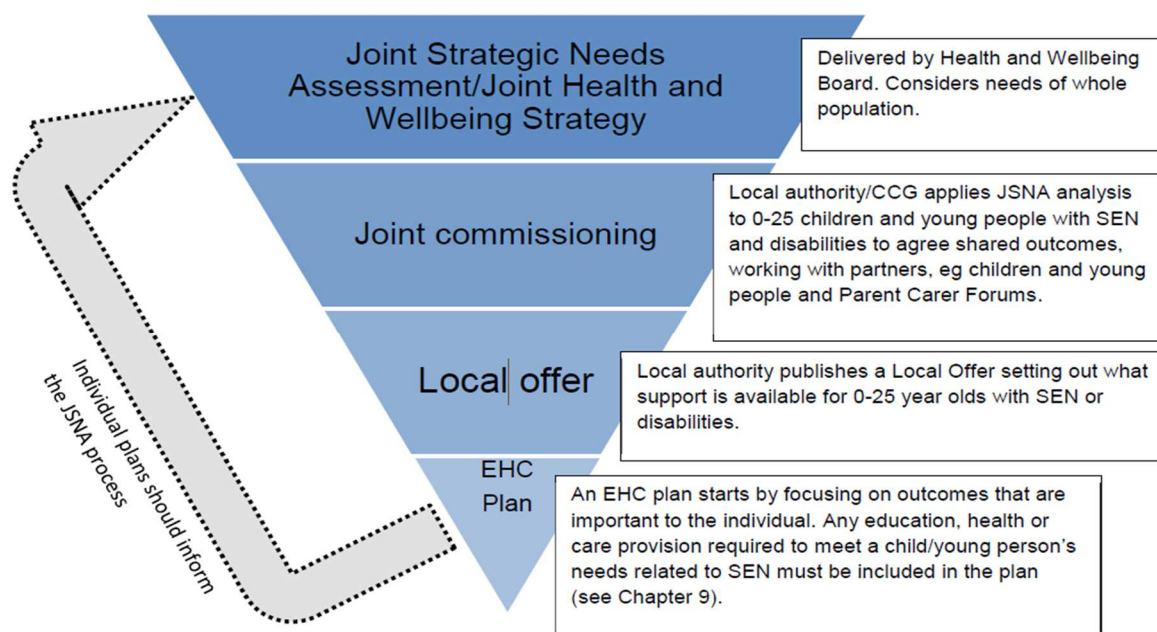 Joint Strategic Needs
Assessment/Joint Health and
Wellbeing Strategy
Delivered by Health and Wellbeing
Board. Considers needs of whole
population.
Joint commissioning
Local authority/CCG applies JSNA analysis
to 0-25 children and young people with SEN
and disabilities to agree shared outcomes,
working with partners, eg children and young
people and Parent Carer Forums.
Local offer
Local authority publishes a Local Offer setting out what
support is available for 0-25 year olds with SEN or
disabilities.
EHC
Plan
An EHC plan starts by focusing on outcomes that are
important to the individual. Any education, health or
care provision required to meet a child/young person's
needs related to SEN must be included in the plan
(see Chapter 9).
Individual plans should inform
the JSNA process